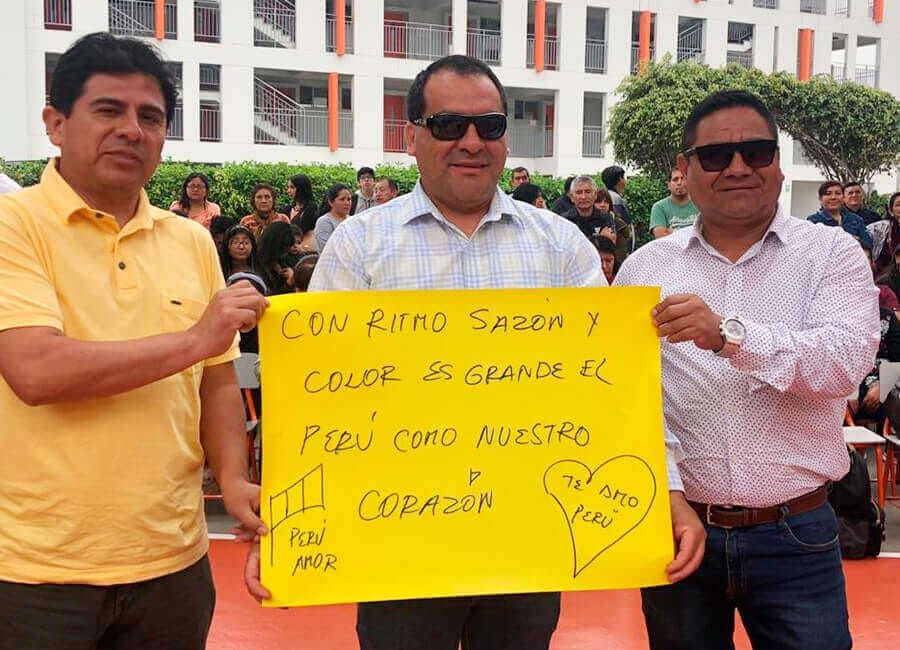 CON RITMO SAZÓN Y
COLOR ES GRANDE EL
PERÚ COMO NUESTRO
CORAZÓN
PERÚ
AMOR
TE AMO
PERÚ